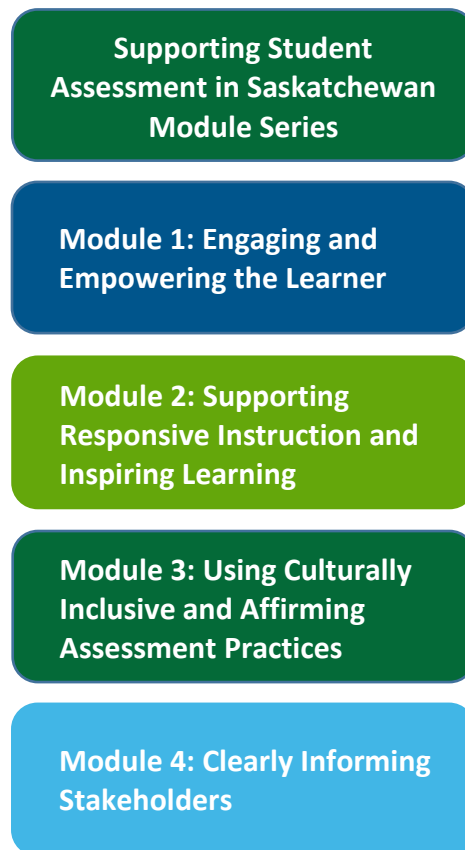 Supporting Student
Assessment in Saskatchewan
Module Series
Module 1: Engaging and
Empowering the Learner
Module 2: Supporting
Responsive Instruction and
Inspiring Learning
Module 3: Using Culturally
Inclusive and Affirming
Assessment Practices
Module 4: Clearly Informing
Stakeholders